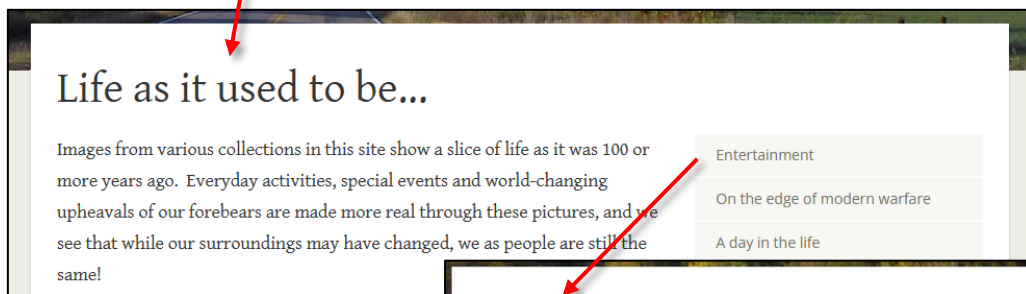 Life as it used to be...
Images from various collections in this site show a slice of life as it was 100 or
more years ago.  Everyday activities, special events and world-changing
upheavals of our forebears are made more real through these pictures, and we
see that while our surroundings may have changed, we as people are still the
same!
Entertainment
On the edge of modern warfare
A day in the life